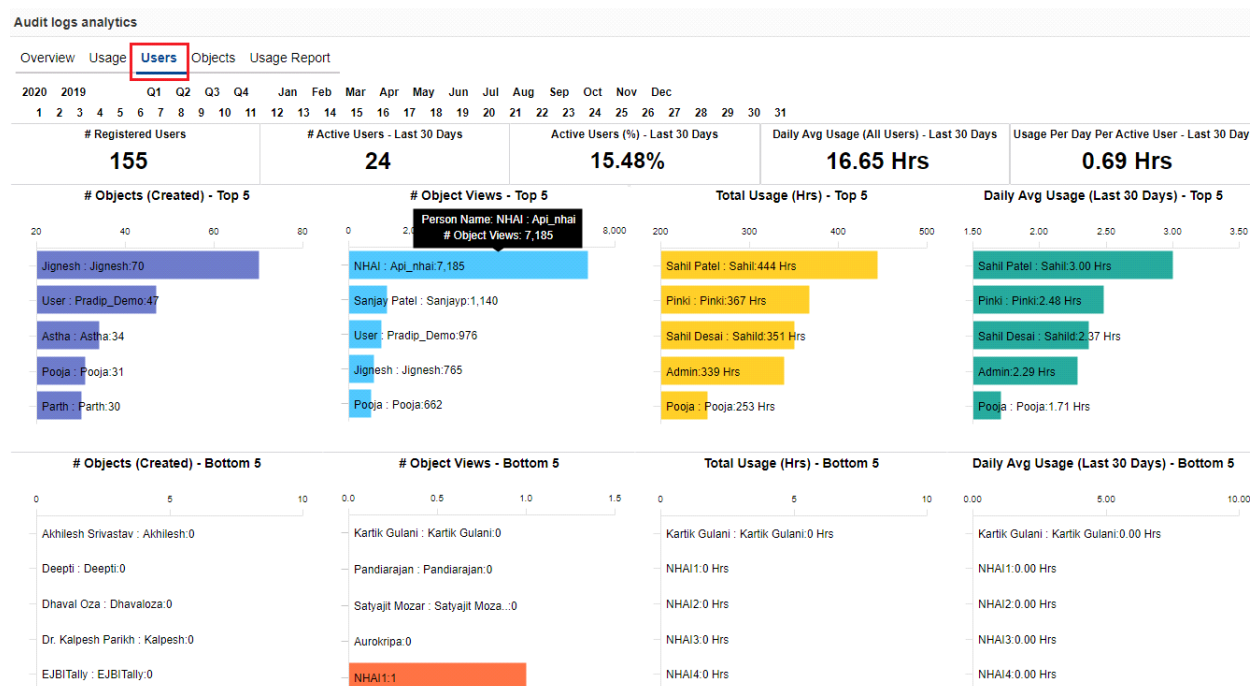 Audit logs analytics
Overview Usage Users Objects Usage Report
2020 2019 Q1 Q2 Q3 Q4 Jan Feb Mar Apr May Jun Jul Aug Sep Oct Nov Dec
1 2 3 4 5 6 7 8 9 10 11 12 13 14 15 16 17 18 19 20 21 22 23 24 25 26 27 28 29 30 31
# Registered Users
155
# Active Users - Last 30 Days
24
Active Users (%) - Last 30 Days
15.48%
Daily Avg Usage (All Users) - Last 30 Days
16.65 Hrs
Usage Per Day Per Active User - Last 30 Day
0.69 Hrs
# Objects (Created) - Top 5
20 40 60 80
Jignesh : Jignesh:70
User : Pradip_Demo:47
Astha : Astha:34
Pooja : Pooja:31
Parth : Parth:30
# Object Views - Top 5
Person Name: NHAI : Api_nhai
# Object Views: 7,185
0 2,0 8,000
NHAI : Api_nhai:7,185
Sanjay Patel : Sanjayp:1,140
User : Pradip_Demo:976
Jignesh : Jignesh:765
Pooja : Pooja:662
Total Usage (Hrs) - Top 5
200 300 400 500
Sahil Patel : Sahil:444 Hrs
Pinki : Pinki:367 Hrs
Sahil Desai : Sahild:351 Hrs
Admin:339 Hrs
Pooja : Pooja:253 Hrs
Daily Avg Usage (Last 30 Days) - Top 5
1.50 2.00 2.50 3.00 3.50
Sahil Patel : Sahil:3.00 Hrs
Pinki : Pinki:2.48 Hrs
Sahil Desai : Sahild:2.37 Hrs
Admin:2.29 Hrs
Pooja : Pooja:1.71 Hrs
# Objects (Created) - Bottom 5
0 5 10
Akhilesh Srivastav : Akhilesh:0
Deepti : Deepti:0
Dhaval Oza : Dhavaloza:0
Dr. Kalpesh Parikh : Kalpesh:0
EJBITally : EJBITally:0
# Object Views - Bottom 5
0.0 0.5 1.0 1.5
Kartik Gulani : Kartik Gulani:0
Pandiarajan : Pandiarajan:0
Satyajit Mozar : Satyajit Moza..:0
Aurokripa:0
NHAI1:1
Total Usage (Hrs) - Bottom 5
0 5 10
Kartik Gulani : Kartik Gulani:0 Hrs
NHAI1:0 Hrs
NHAI2:0 Hrs
NHAI3:0 Hrs
NHAI4:0 Hrs
Daily Avg Usage (Last 30 Days) - Bottom 5
0.00 5.00 10.00
Kartik Gulani : Kartik Gulani:0.00 Hrs
NHAI1:0.00 Hrs
NHAI2:0.00 Hrs
NHAI3:0.00 Hrs
NHAI4:0.00 Hrs